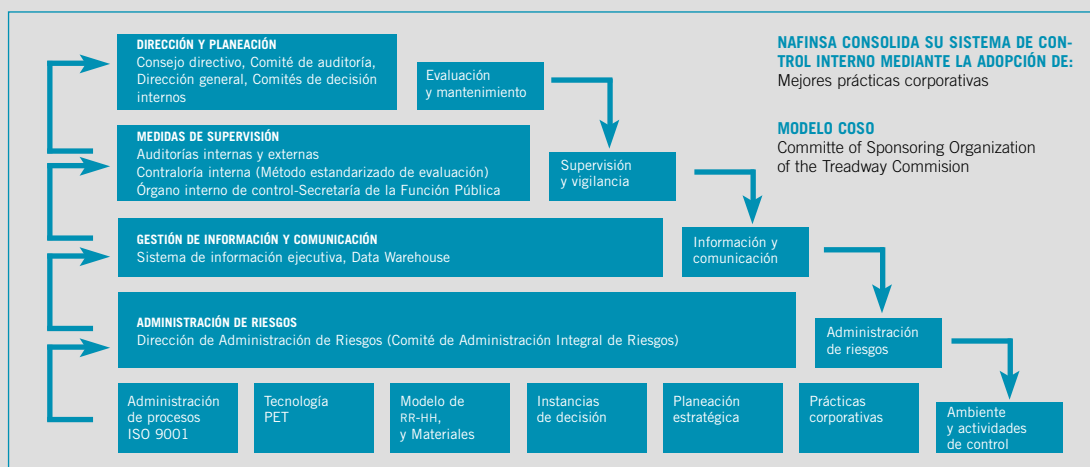 DIRECCIÓN Y PLANEACIÓN
Consejo directivo, Comité de auditoría,
Dirección general, Comités de decisión
internos
Evaluación
y mantenimiento
NAFINSA CONSOLIDA SU SISTEMA DE CON-
TROL INTERNO MEDIANTE LA ADOPCIÓN DE:
Mejores prácticas corporativas
MODELO COSO
Committe of Sponsoring Organization
of the Treadway Commision
MEDIDAS DE SUPERVISIÓN
Auditorías internas y externas
Contraloría interna (Método estandarizado de evaluación)
Órgano interno de control-Secretaría de la Función Pública
Supervisión
y vigilancia
GESTIÓN DE INFORMACIÓN Y COMUNICACIÓN
Sistema de información ejecutiva, Data Warehouse
Información y
comunicación
ADMINISTRACIÓN DE RIESGOS
Dirección de Administración de Riesgos (Comité de Administración Integral de Riesgos)
Administración
de riesgos
Administración
de procesos
ISO 9001
Tecnología
PET
Modelo de
RR-HH,
y Materiales
Instancias
de decisión
Planeación
estratégica
Prácticas
corporativas
Ambiente
y actividades
de control